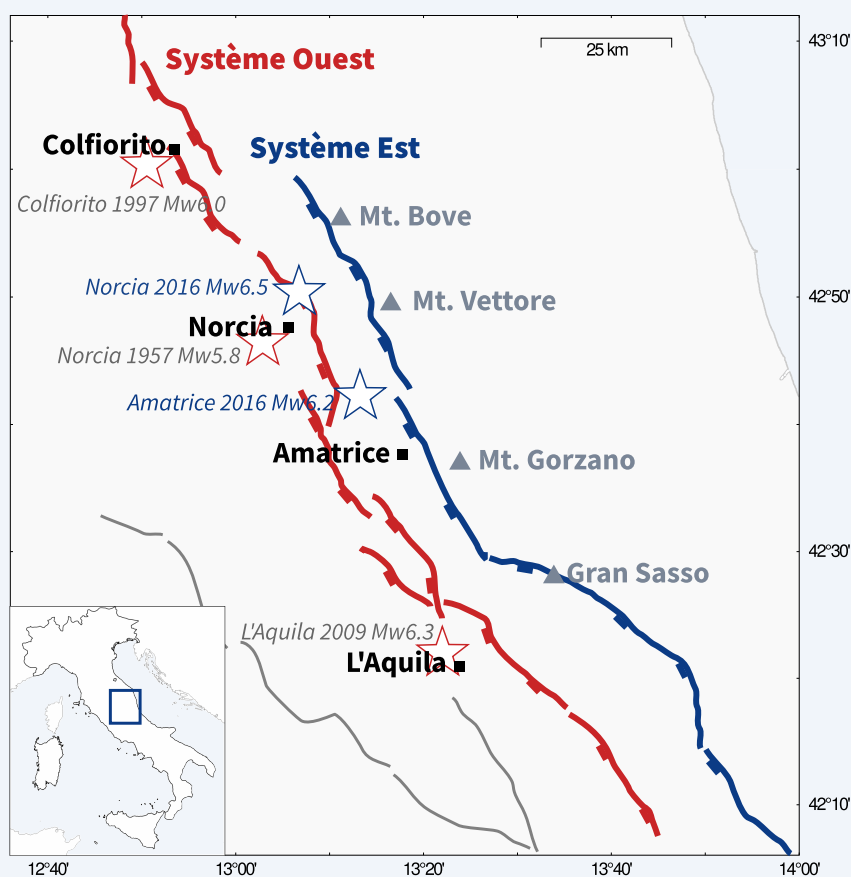 43°10'
Système Ouest
25 km
Colfiorito
Système Est
Colfiorito 1997 Mw6.0
Mt. Bove
Norcia 2016 Mw6.5
Mt. Vettore
42°50'
Norcia
Norcia 1957 Mw5.8
Amatrice 2016 Mw6.2
Amatrice
Mt. Gorzano
42°30'
Gran Sasso
L'Aquila 2009 Mw6.3
L'Aquila
42°10'
12°40'
13°00'
13°20'
13°40'
14°00'